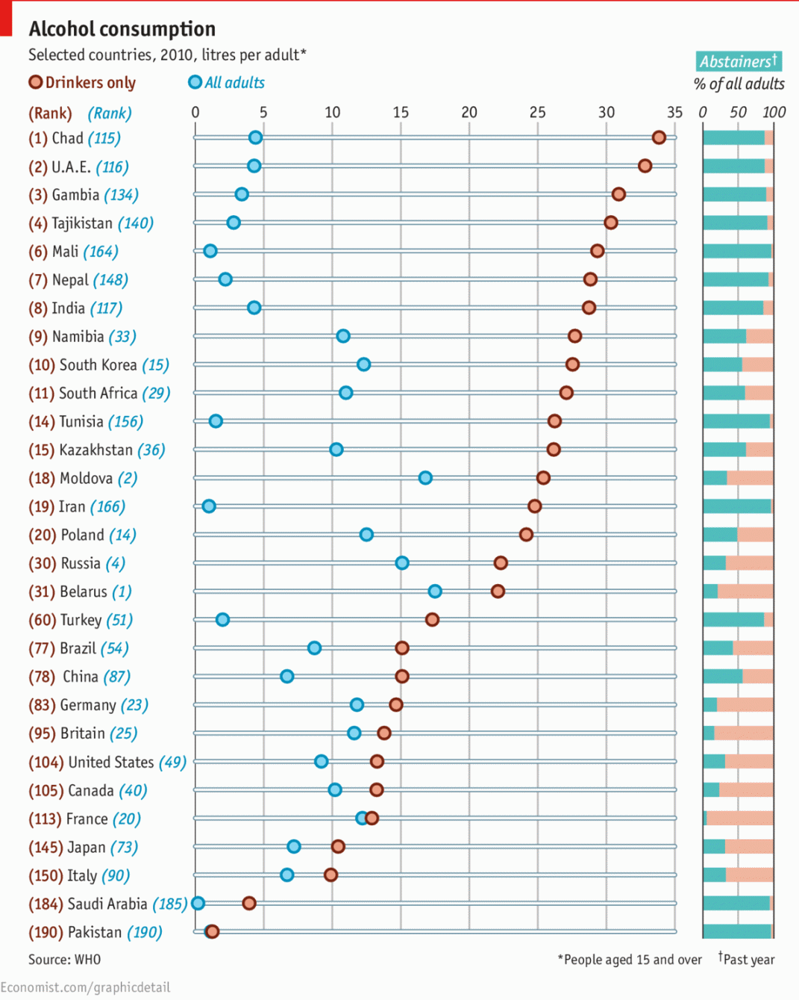 Alcohol consumption
Selected countries, 2010, litres per adult*
Drinkers only All adults
Abstainers†
% of all adults
(Rank) (Rank) 0 5 10 15 20 25 30 35 0 50 100
(1) Chad (115)
(2) U.A.E. (116)
(3) Gambia (134)
(4) Tajikistan (140)
(6) Mali (164)
(7) Nepal (148)
(8) India (117)
(9) Namibia (33)
(10) South Korea (15)
(11) South Africa (29)
(14) Tunisia (156)
(15) Kazakhstan (36)
(18) Moldova (2)
(19) Iran (166)
(20) Poland (14)
(30) Russia (4)
(31) Belarus (1)
(60) Turkey (51)
(77) Brazil (54)
(78) China (87)
(83) Germany (23)
(95) Britain (25)
(104) United States (49)
(105) Canada (40)
(113) France (20)
(145) Japan (73)
(150) Italy (90)
(184) Saudi Arabia (185)
(190) Pakistan (190)
Source: WHO *People aged 15 and over †Past year
Economist.com/graphicdetail